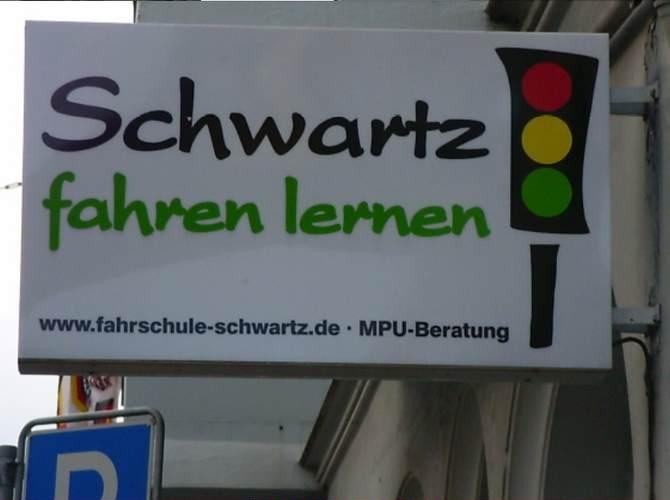 Schwartz
fahren lernen
www.fahrschule-schwartz.de · MPU-Beratung
P